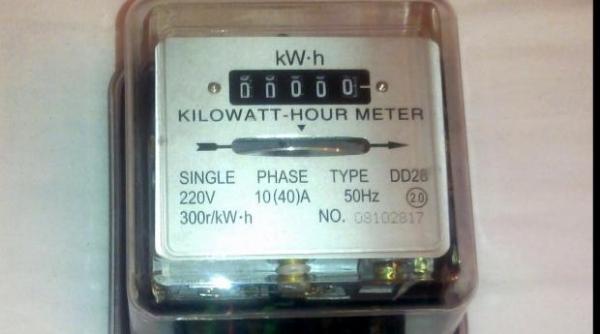 kW·h
00000
KILOWATT-HOUR METER
SINGLE PHASE TYPE DD28
220V 10(40)A 50Hz 2.0
300r/kW·h NO. 08102817